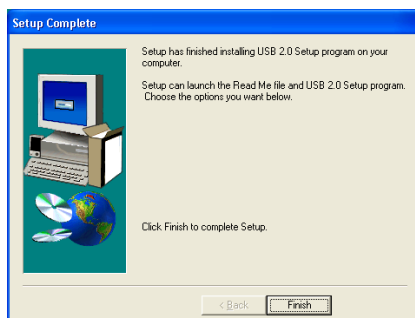 Setup Complete
Setup has finished installing USB 2.0 Setup program on your
computer.
Setup can launch the Read Me file and USB 2.0 Setup program.
Choose the options you want below.
Click Finish to complete Setup.
< Back
Finish